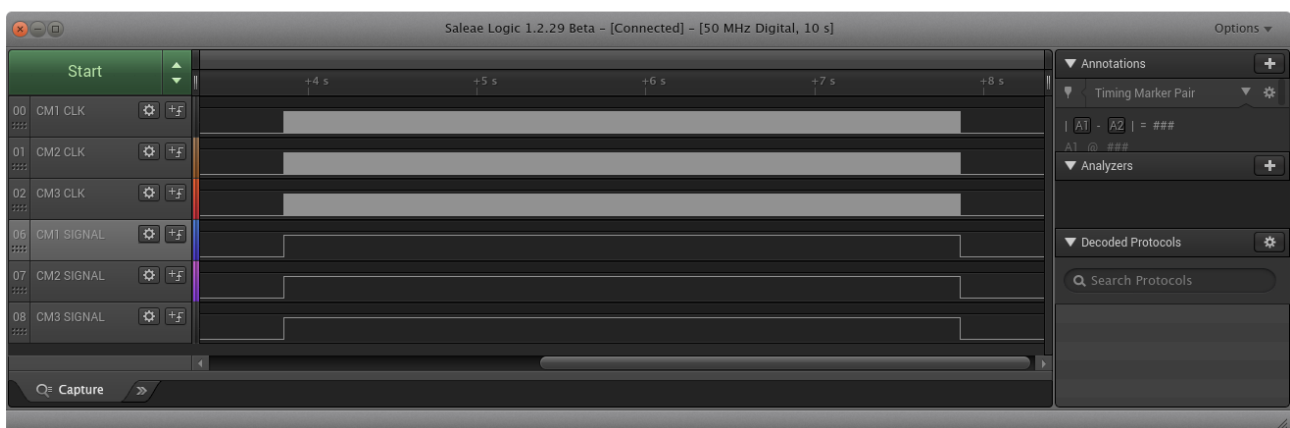 Saleae Logic 1.2.29 Beta – [Connected] – [50 MHz Digital, 10 s]
Options
Start
+4 s +5 s +6 s +7 s +8 s
00 CM1 CLK
01 CM2 CLK
02 CM3 CLK
06 CM1 SIGNAL
07 CM2 SIGNAL
08 CM3 SIGNAL
Capture
Annotations
Timing Marker Pair
| A1 - A2 | = ###
A1 @ ###
Analyzers
Decoded Protocols
Search Protocols